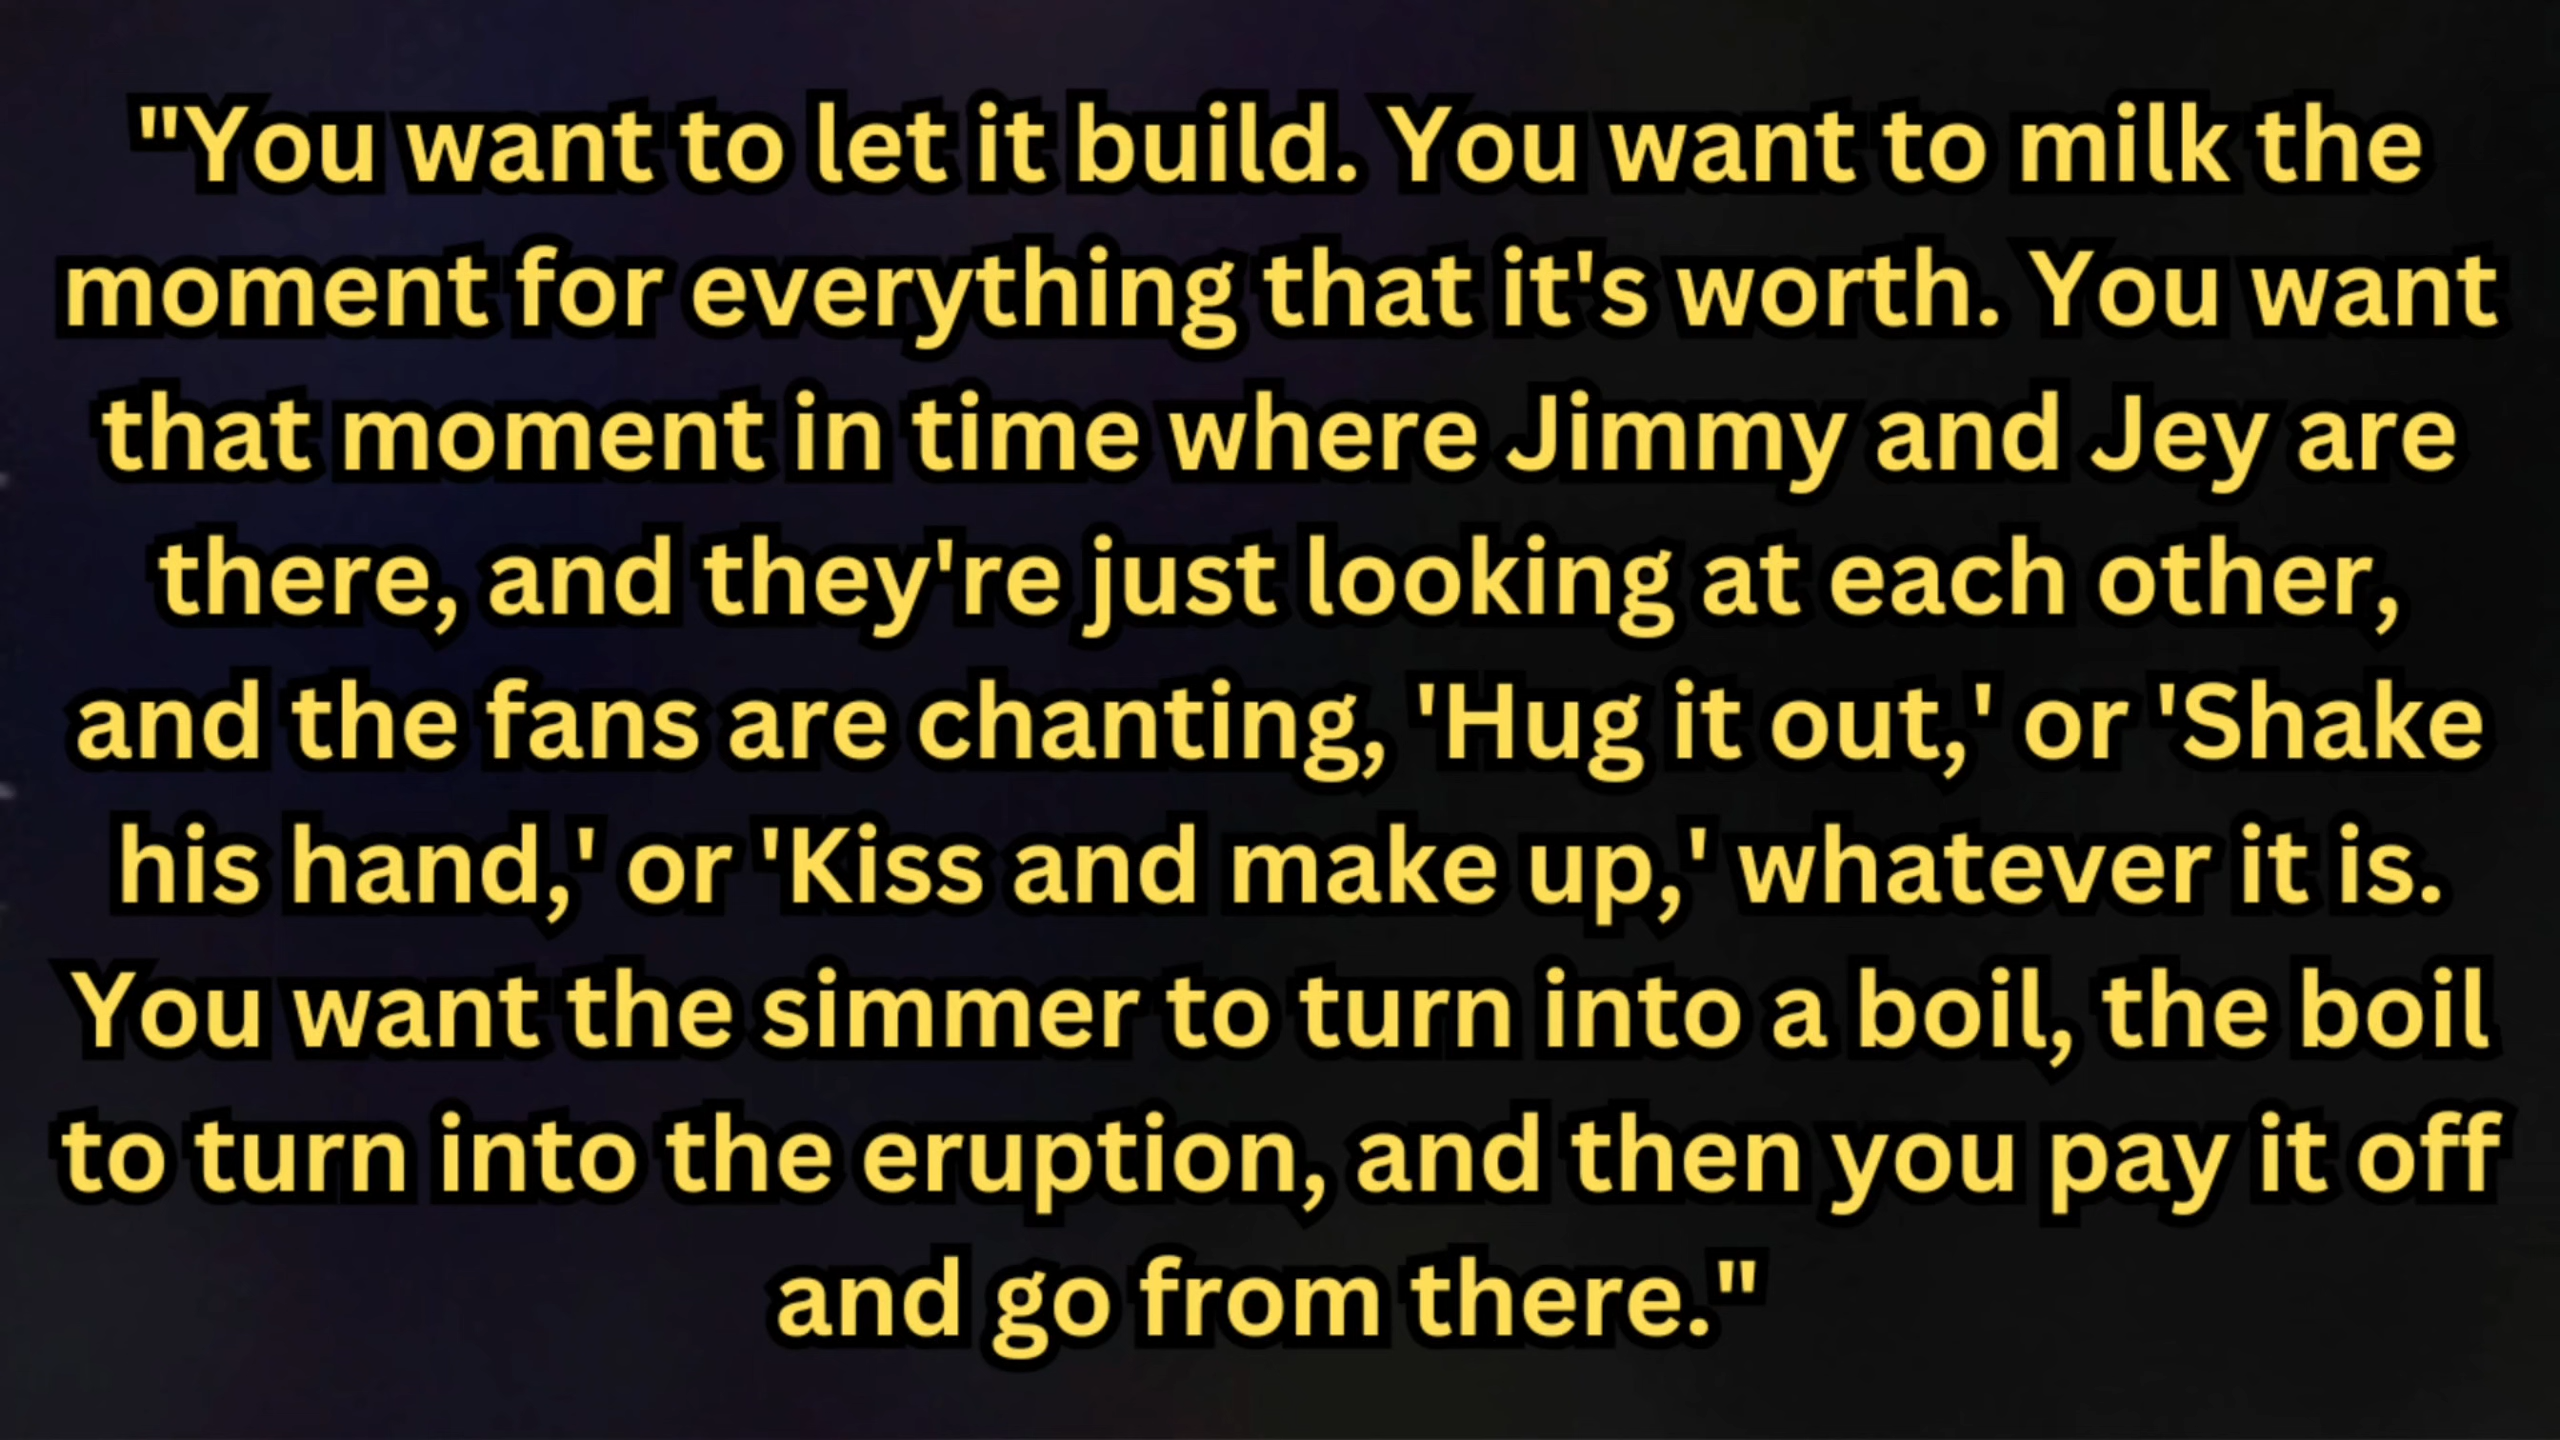 "You want to let it build. You want to milk the
moment for everything that it's worth. You want
that moment in time where Jimmy and Jey are
there, and they're just looking at each other,
and the fans are chanting, 'Hug it out,' or 'Shake
his hand,' or 'Kiss and make up,' whatever it is.
You want the simmer to turn into a boil, the boil
to turn into the eruption, and then you pay it off
and go from there."